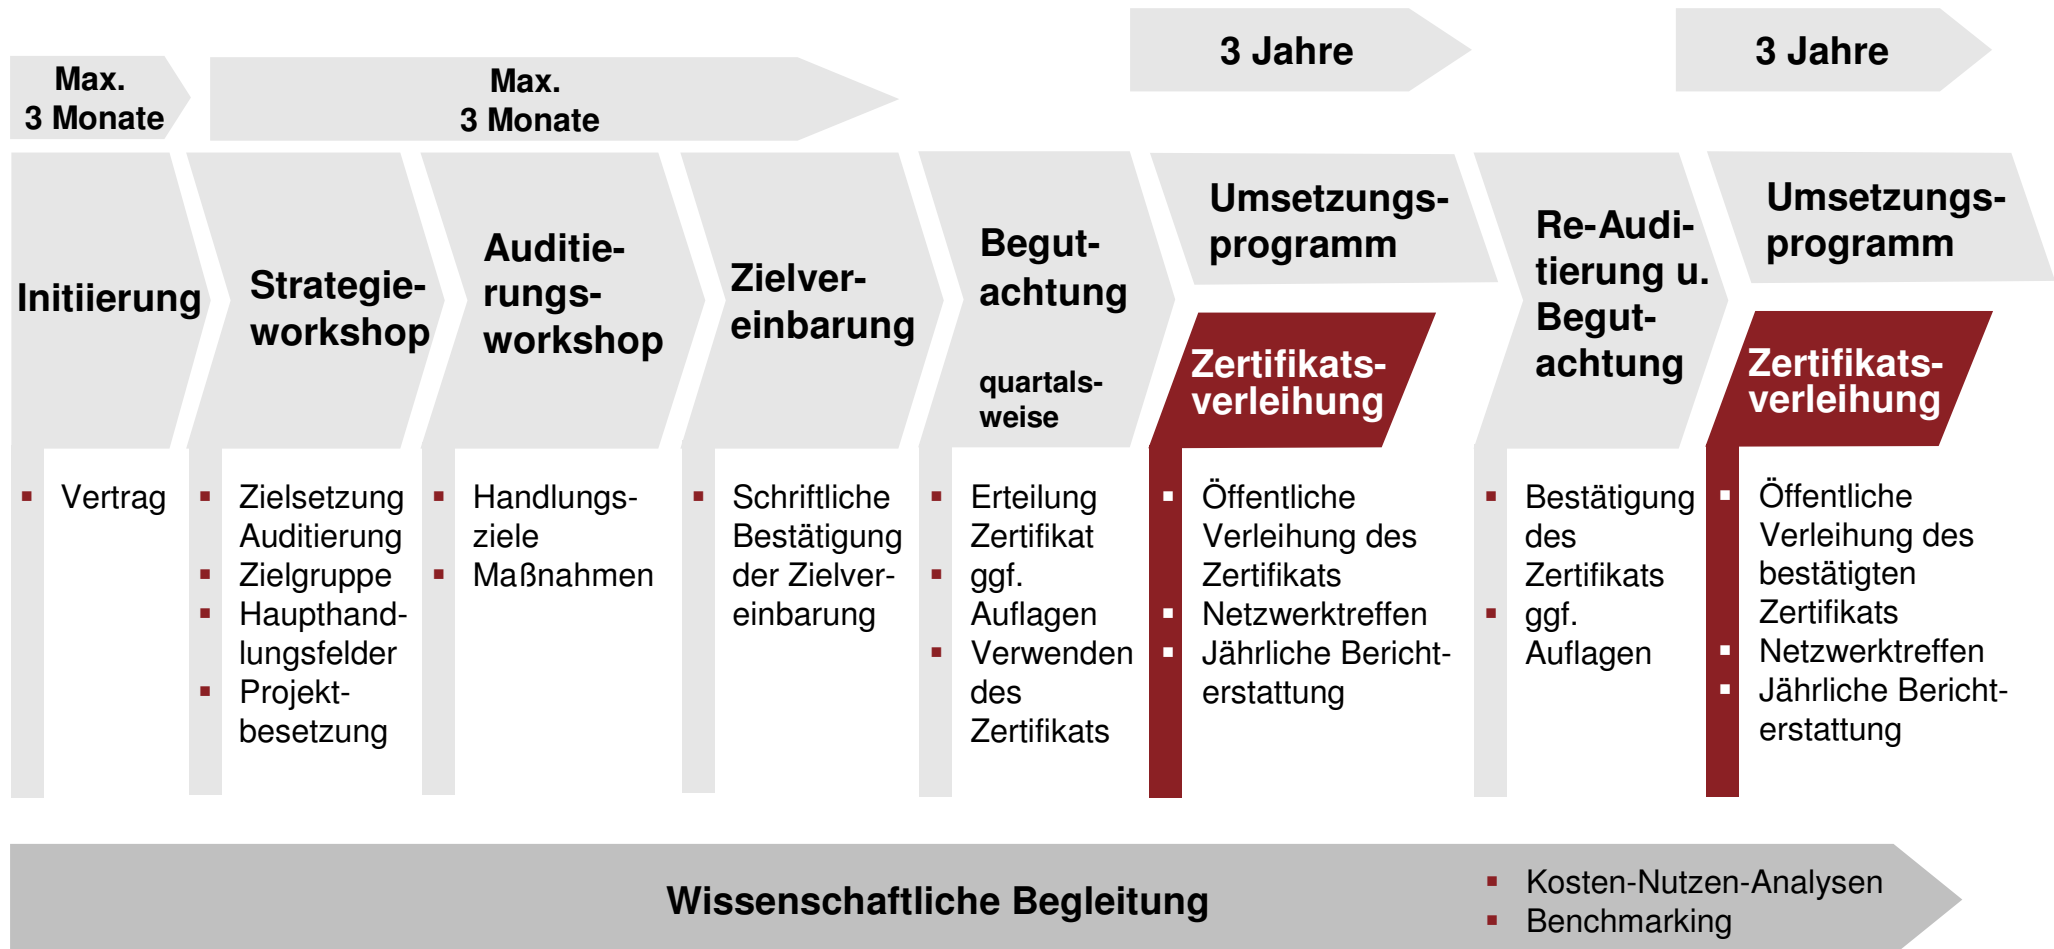 Max.
3 Monate
Max.
3 Monate
3 Jahre
3 Jahre
Initiierung
Strategie-
workshop
Auditie-
rungs-
workshop
Zielver-
einbarung
Begut-
achtung
quartals-
weise
Umsetzungs-
programm
Zertifikats-
verleihung
Re-Audi-
tierung u.
Begut-
achtung
Umsetzungs-
programm
Zertifikats-
verleihung
▪ Vertrag
▪ Zielsetzung
Auditierung
▪ Zielgruppe
▪ Haupthand-
lungsfelder
▪ Projekt-
besetzung
▪ Handlungs-
ziele
▪ Maßnahmen
▪ Schriftliche
Bestätigung
der Zielver-
einbarung
▪ Erteilung
Zertifikat
▪ ggf.
Auflagen
▪ Verwenden
des
Zertifikats
▪ Öffentliche
Verleihung des
Zertifikats
▪ Netzwerktreffen
▪ Jährliche Bericht-
erstattung
▪ Bestätigung
des
Zertifikats
▪ ggf.
Auflagen
▪ Öffentliche
Verleihung des
bestätigten
Zertifikats
▪ Netzwerktreffen
▪ Jährliche Bericht-
erstattung
Wissenschaftliche Begleitung
▪ Kosten-Nutzen-Analysen
▪ Benchmarking